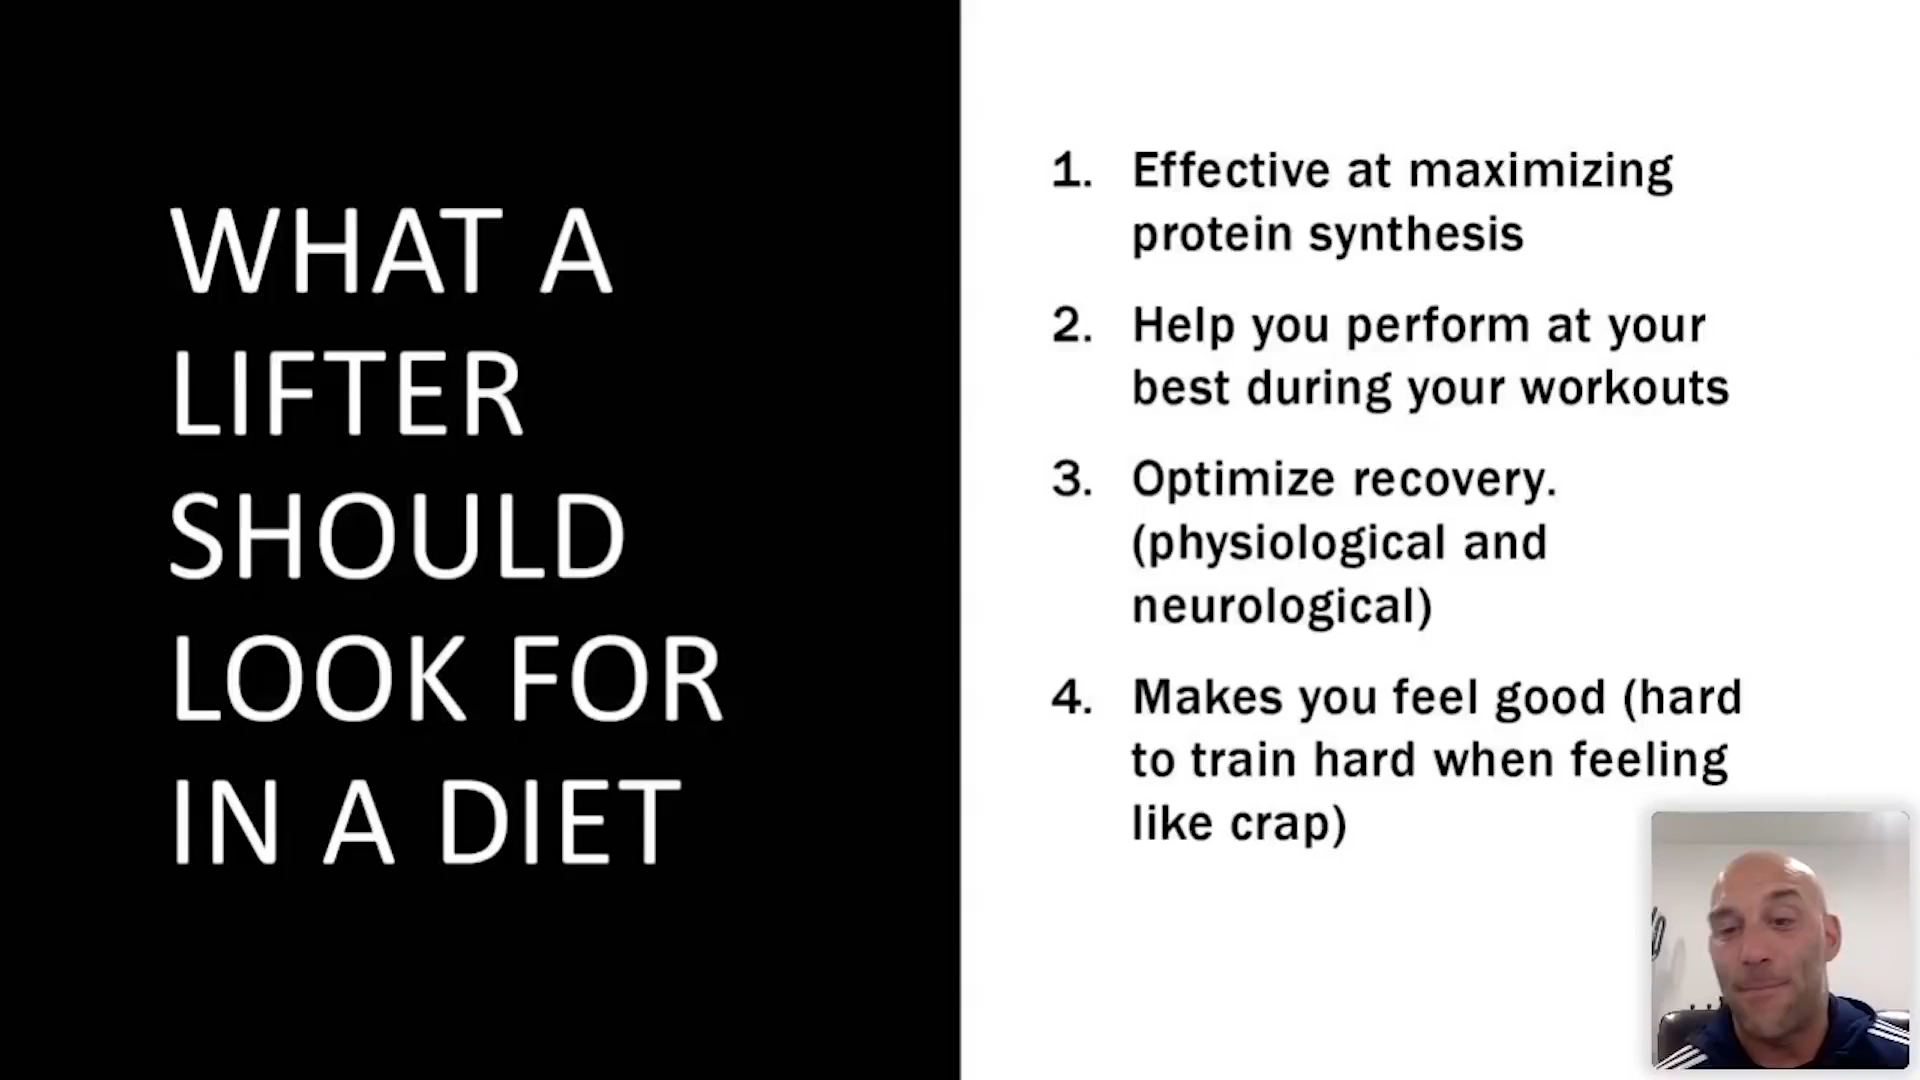 WHAT A
LIFTER
SHOULD
LOOK FOR
IN A DIET
1. Effective at maximizing
protein synthesis
2. Help you perform at your
best during your workouts
3. Optimize recovery.
(physiological and
neurological)
4. Makes you feel good (hard
to train hard when feeling
like crap)